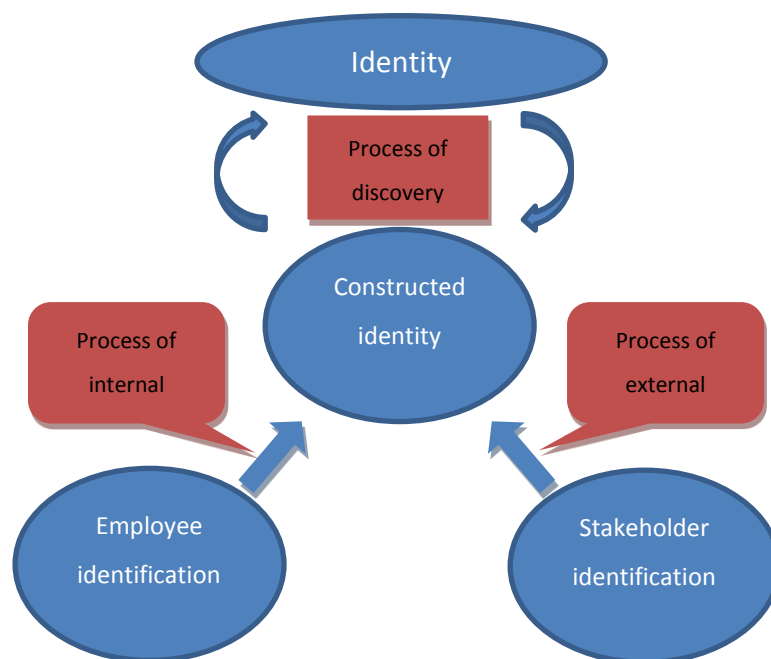 Identity
Process of
discovery
Constructed
identity
Process of
internal
Process of
external
Employee
identification
Stakeholder
identification